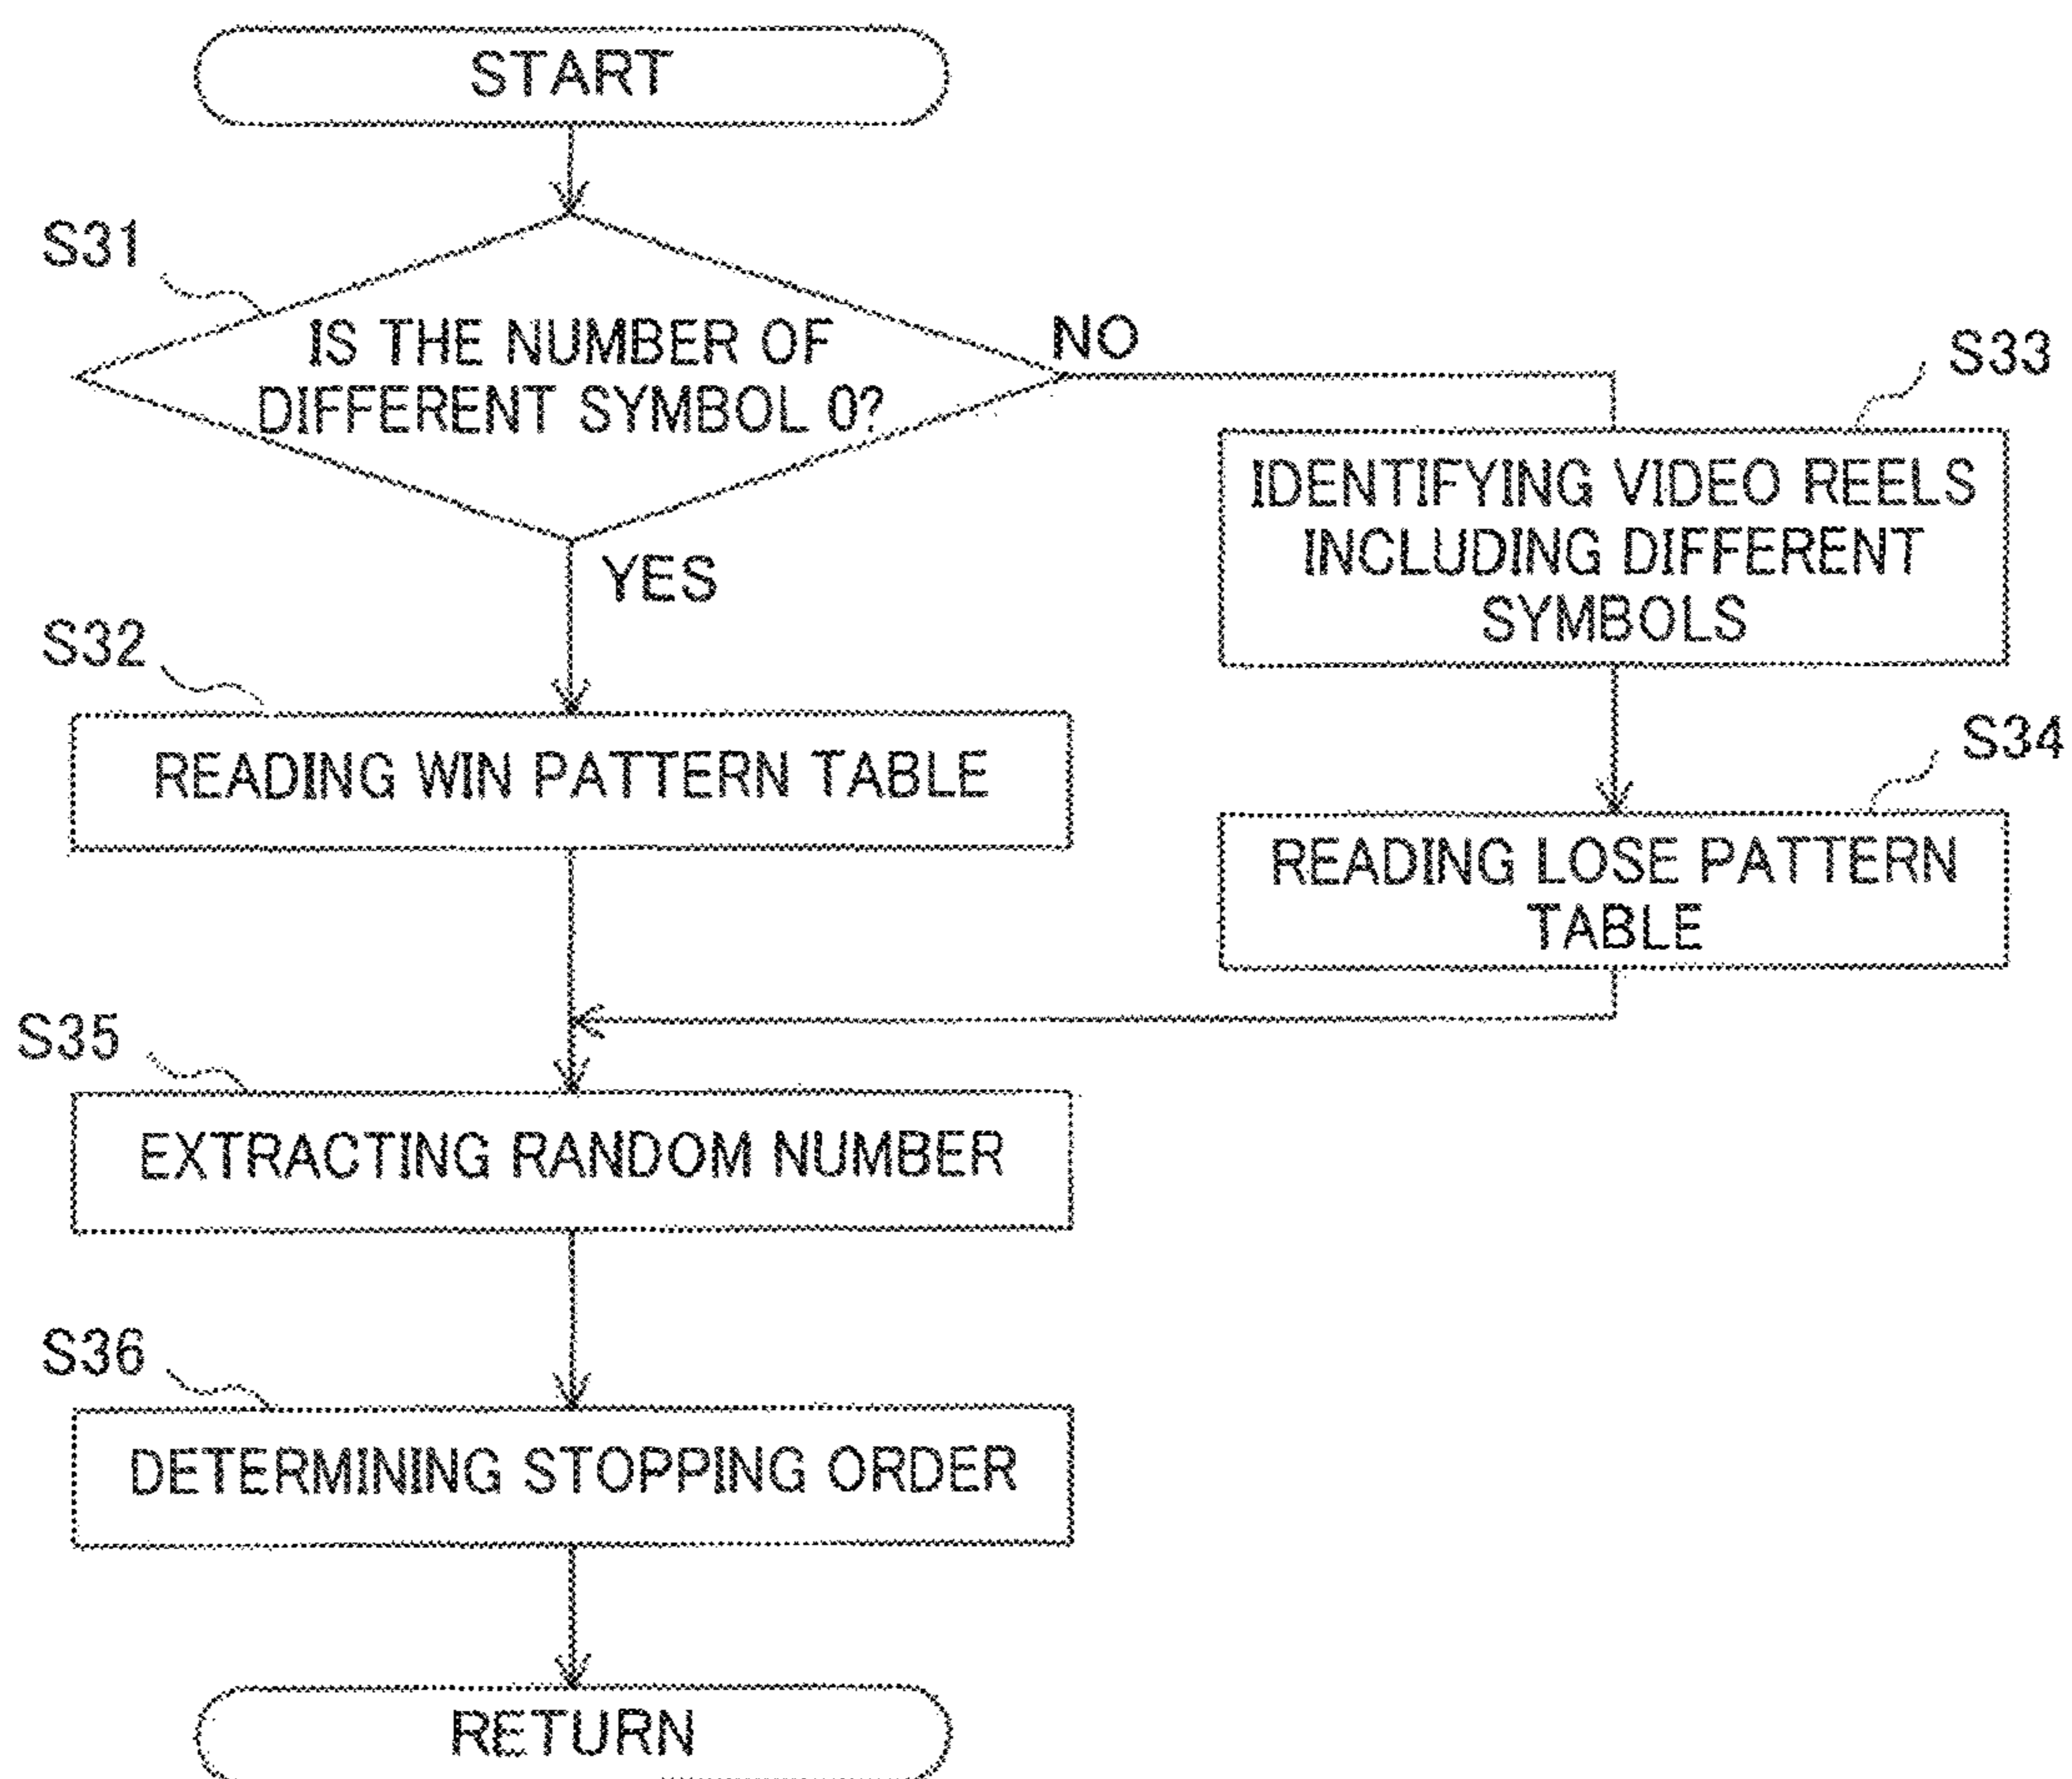 START
S31
IS THE NUMBER OF
DIFFERENT SYMBOL 0?
NO
YES
S33
IDENTIFYING VIDEO REELS
INCLUDING DIFFERENT
SYMBOLS
S32
READING WIN PATTERN TABLE
S34
READING LOSE PATTERN
TABLE
S35
EXTRACTING RANDOM NUMBER
S36
DETERMINING STOPPING ORDER
RETURN